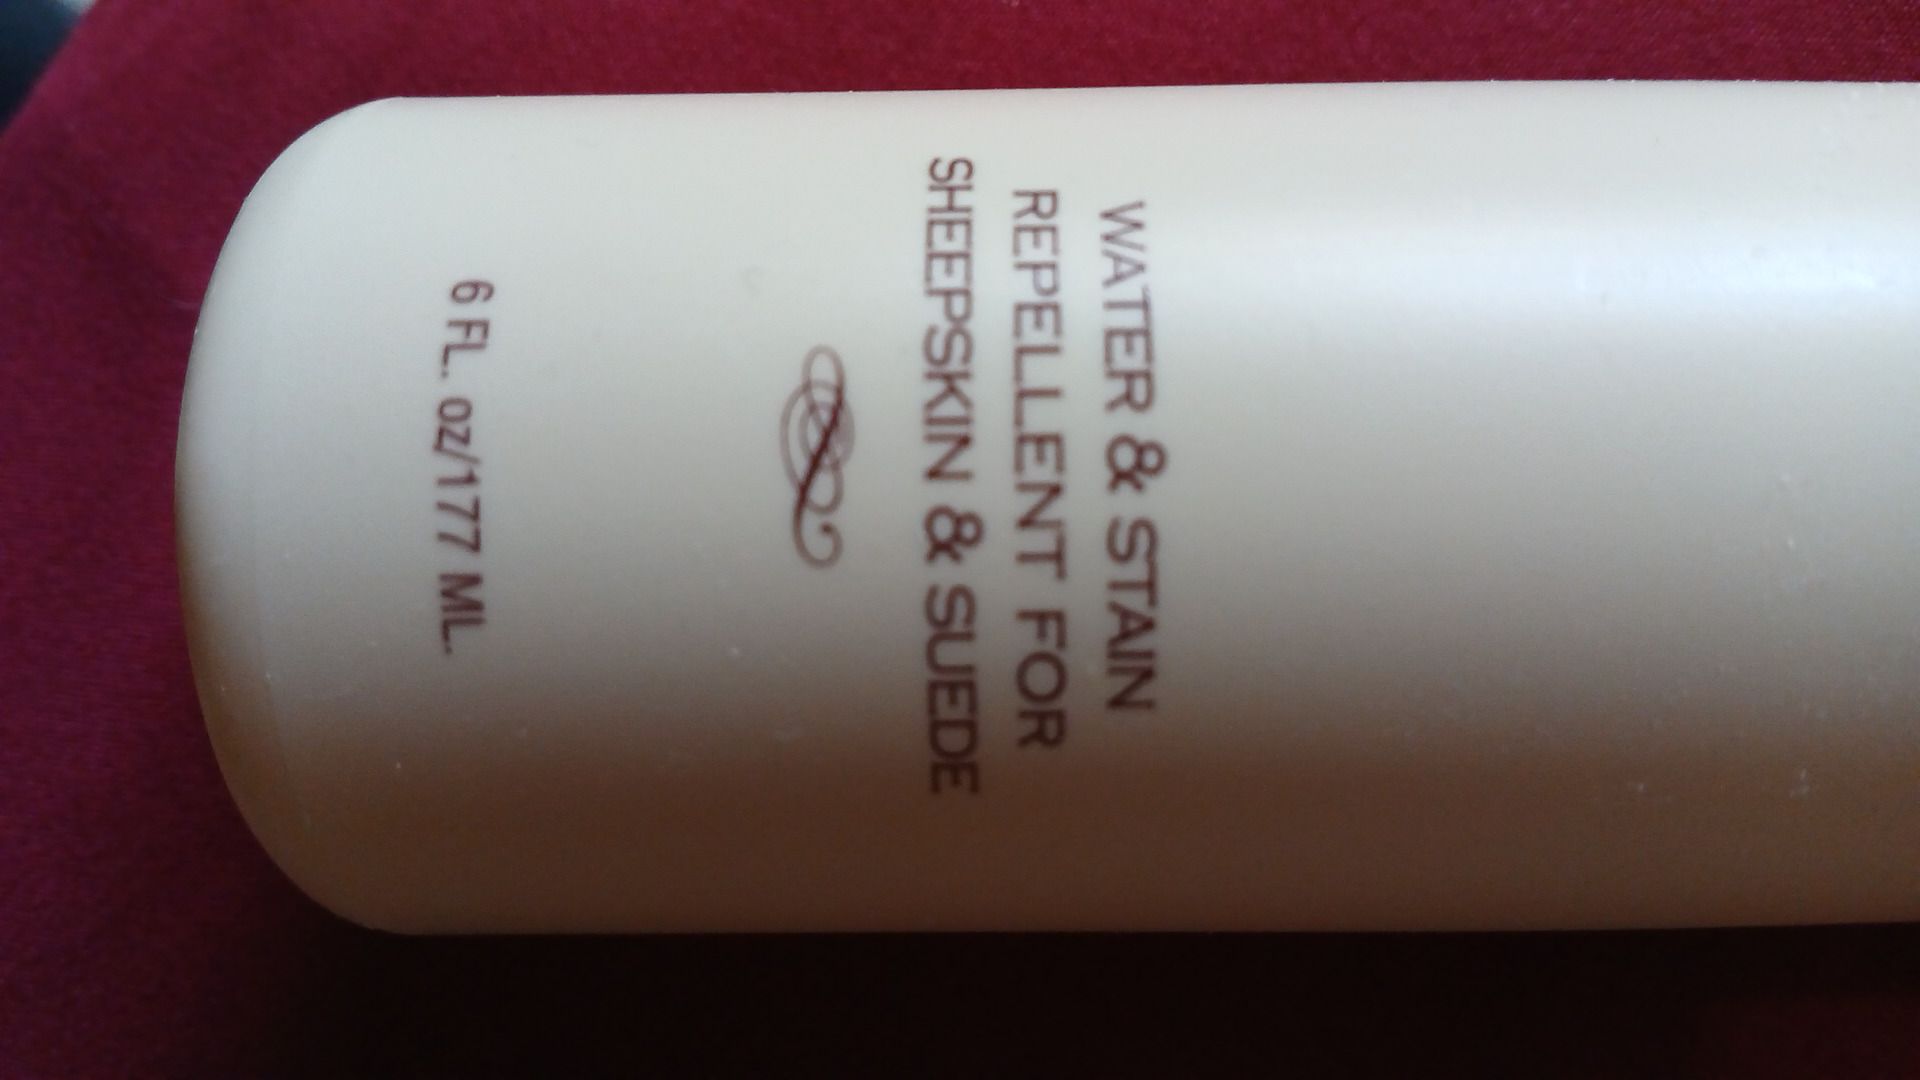 WATER & STAIN
REPELLENT FOR
SHEEPSKIN & SUEDE
6 FL. oz/177 ML.